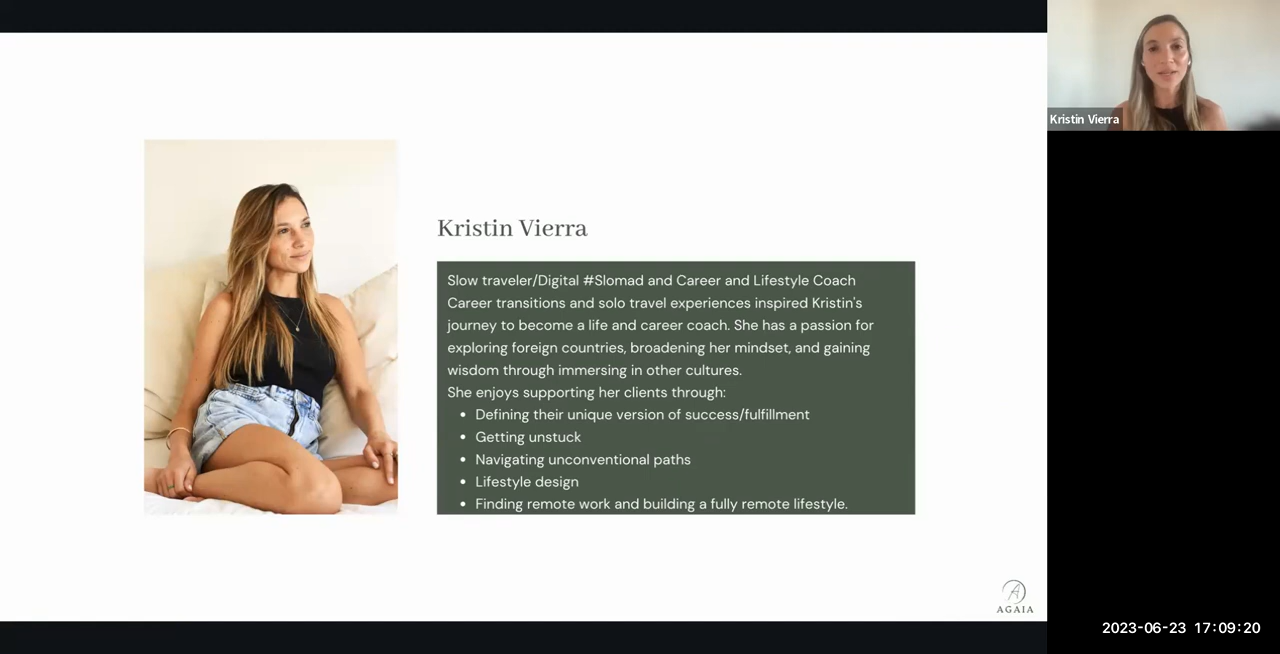 Kristin Vierra
Kristin Vierra
Slow traveler/Digital #Slomad and Career and Lifestyle Coach
Career transitions and solo travel experiences inspired Kristin's
journey to become a life and career coach. She has a passion for
exploring foreign countries, broadening her mindset, and gaining
wisdom through immersing in other cultures.
She enjoys supporting her clients through:
• Defining their unique version of success/fulfillment
• Getting unstuck
• Navigating unconventional paths
• Lifestyle design
• Finding remote work and building a fully remote lifestyle.
A
AGAIA
2023-06-23 17:09:20